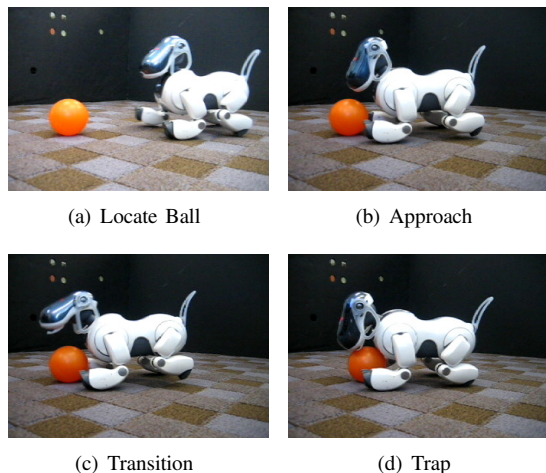 (a) Locate Ball
(b) Approach
(c) Transition
(d) Trap